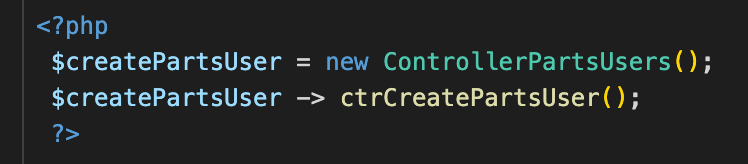 <?php
$createPartsUser = new ControllerPartsUsers();
$createPartsUser -> ctrCreatePartsUser();
?>